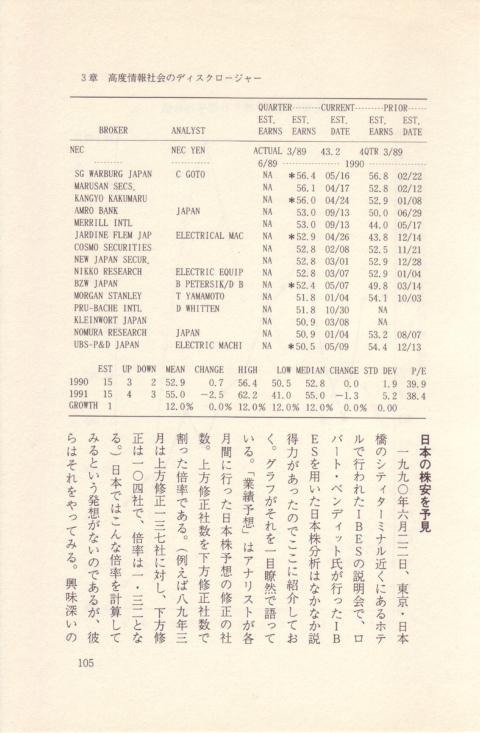 3章 高度情報社会のディスクロージャー
QUARTER---------CURRENT---------PRIOR------
EST. EST. EST. EST. EST.
BROKER ANALYST EARNS EARNS DATE EARNS DATE
NEC NEC YEN ACTUAL 3/89 43.2 4QTR 3/89
--------- ------------ 6/89 ------------------ 1990 ------------------
SG WARBURG JAPAN C GOTO NA *56.4 05/16 56.8 02/22
MARUSAN SECS. NA 56.1 04/17 52.8 02/12
KANGYO KAKUMARU NA *56.0 04/24 52.9 01/08
AMRO BANK JAPAN NA 53.0 09/13 50.0 06/29
MERRILL INTL NA 53.0 09/13 44.0 05/17
JARDINE FLEM JAP ELECTRICAL MAC NA *52.9 04/26 43.8 12/14
COSMO SECURITIES NA 52.8 02/08 52.5 11/21
NEW JAPAN SECUR. NA 52.8 03/01 52.9 12/28
NIKKO RESEARCH ELECTRIC EQUIP NA 52.8 03/07 52.9 01/04
BZW JAPAN B PETERSIK/D B NA *52.4 05/07 49.8 03/14
MORGAN STANLEY T YAMAMOTO NA 51.8 01/04 54.1 10/03
PRU-BACHE INTL D WHITTEN NA 51.8 10/30 NA
KLEINWORT JAPAN NA 50.9 03/08 NA
NOMURA RESEARCH JAPAN NA 50.9 01/04 53.2 08/07
UBS-P&D JAPAN ELECTRIC MACHI NA *50.5 05/09 54.4 12/13
EST UP DOWN MEAN CHANGE HIGH LOW MEDIAN CHANGE STD DEV P/E
1990 15 3 2 52.9 0.7 56.4 50.5 52.8 0.0 1.9 39.9
1991 15 4 3 55.0 -2.5 62.2 41.0 55.0 -1.3 5.2 38.4
GROWTH 1 12.0% 0.0% 12.0% 12.0% 12.0% 0.0% 0.00
日本の株安を予見
一九九〇年六月二二日、東京・日本
橋のシティターミナル近くにあるホテ
ルで行われたIBESの説明会で、ロ
バート・ベンディット氏が行ったIB
ESを用いた日本株分析はなかなか説
得力があったのでここに紹介してお
く。グラフがそれを一目瞭然で語って
いる。「業績予想」はアナリストが各
月間に行った日本株予想の修正の社
数。上方修正社数を下方修正社数で
割った倍率である。(例えば八九年三
月は上方修正一三七社に対し、下方修
正は一〇四社で、倍率は一・三二とな
る。)日本ではこんな倍率を計算して
みるという発想がないのであるが、彼
らはそれをやってみる。興味深いの
105